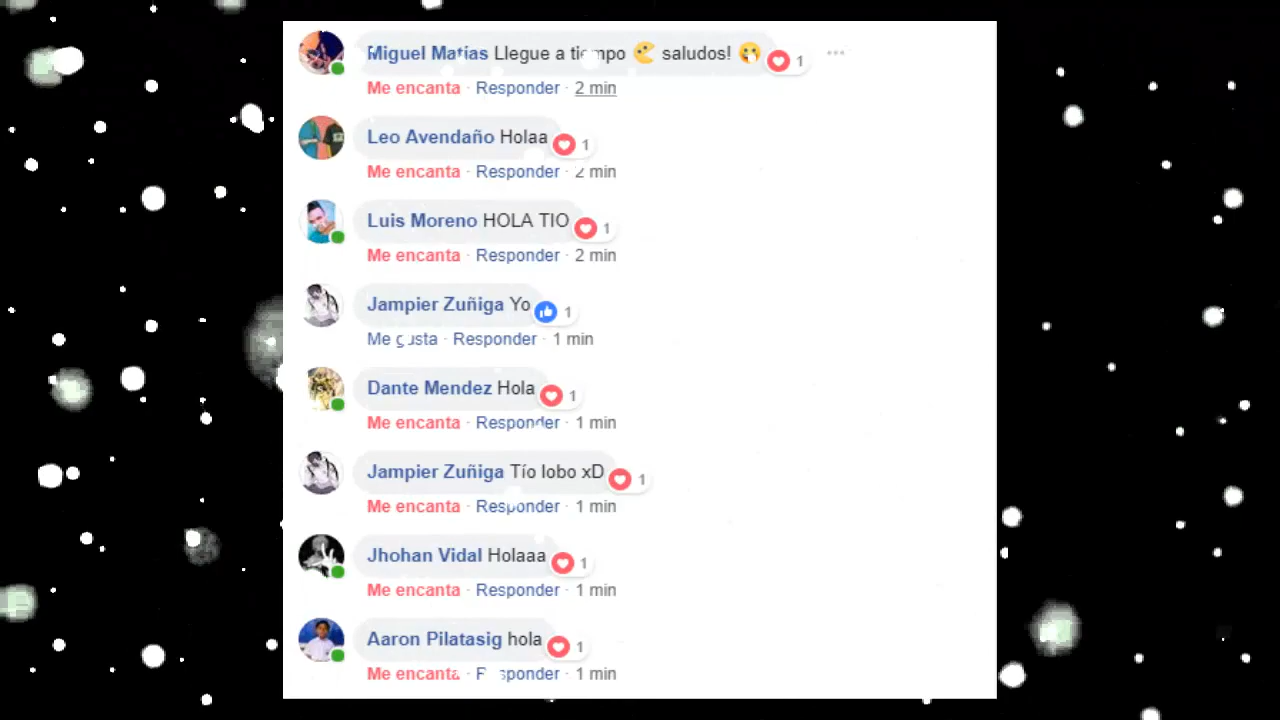 Miguel Matías Llegue a tiempo saludos! 1
Me encanta · Responder · 2 min
Leo Avendaño Holaa 1
Me encanta · Responder · 2 min
Luis Moreno HOLA TIO 1
Me encanta · Responder · 2 min
Jampier Zuñiga Yo 1
Me gusta · Responder · 1 min
Dante Mendez Hola 1
Me encanta · Responder · 1 min
Jampier Zuñiga Tío lobo xD 1
Me encanta · Responder · 1 min
Jhohan Vidal Holaaa 1
Me encanta · Responder · 1 min
Aaron Pilatasig hola 1
Me encanta · Responder · 1 min